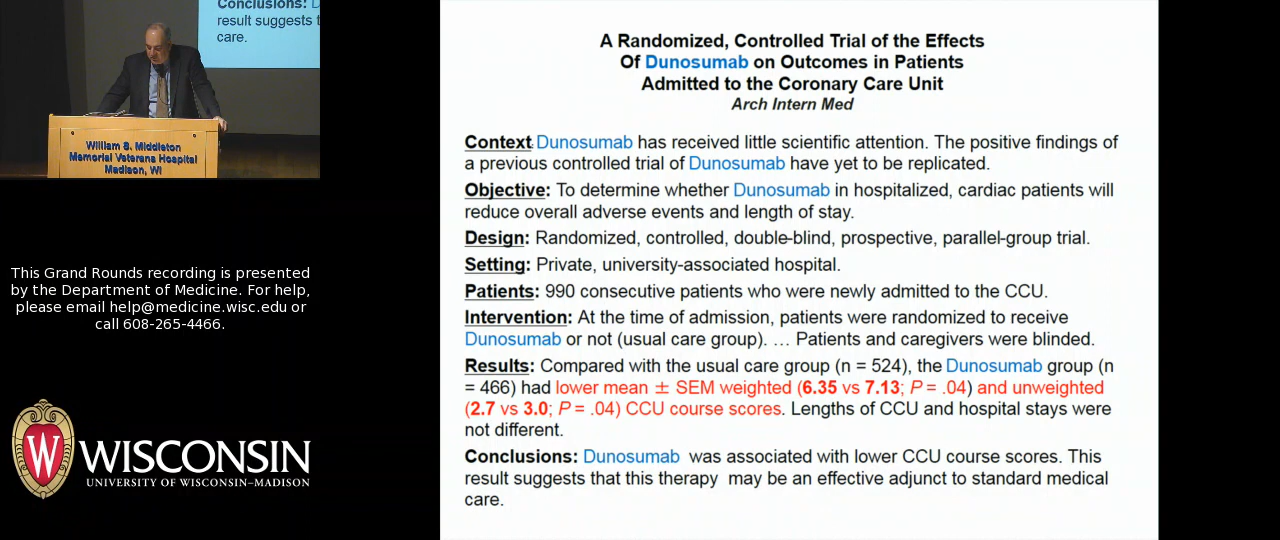 Conclusions: D
result suggests t
care.
William S. Middleton
Memorial Veterans Hospital
Madison, WI
This Grand Rounds recording is presented
by the Department of Medicine. For help,
please email help@medicine.wisc.edu or
call 608-265-4466.
W
WISCONSIN
UNIVERSITY OF WISCONSIN–MADISON
A Randomized, Controlled Trial of the Effects
Of Dunosumab on Outcomes in Patients
Admitted to the Coronary Care Unit
Arch Intern Med
Context Dunosumab has received little scientific attention. The positive findings of
a previous controlled trial of Dunosumab have yet to be replicated.
Objective: To determine whether Dunosumab in hospitalized, cardiac patients will
reduce overall adverse events and length of stay.
Design: Randomized, controlled, double-blind, prospective, parallel-group trial.
Setting: Private, university-associated hospital.
Patients: 990 consecutive patients who were newly admitted to the CCU.
Intervention: At the time of admission, patients were randomized to receive
Dunosumab or not (usual care group). … Patients and caregivers were blinded.
Results: Compared with the usual care group (n = 524), the Dunosumab group (n
= 466) had lower mean ± SEM weighted (6.35 vs 7.13; P = .04) and unweighted
(2.7 vs 3.0; P = .04) CCU course scores. Lengths of CCU and hospital stays were
not different.
Conclusions: Dunosumab was associated with lower CCU course scores. This
result suggests that this therapy may be an effective adjunct to standard medical
care.